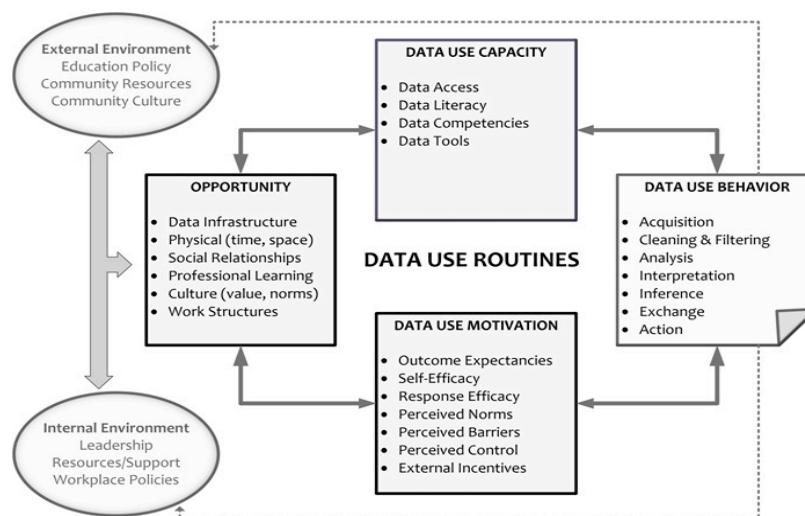 External Environment
Education Policy
Community Resources
Community Culture
DATA USE CAPACITY
• Data Access
• Data Literacy
• Data Competencies
• Data Tools
OPPORTUNITY
• Data Infrastructure
• Physical (time, space)
• Social Relationships
• Professional Learning
• Culture (value, norms)
• Work Structures
DATA USE ROUTINES
DATA USE BEHAVIOR
• Acquisition
• Cleaning & Filtering
• Analysis
• Interpretation
• Inference
• Exchange
• Action
DATA USE MOTIVATION
• Outcome Expectancies
• Self-Efficacy
• Response Efficacy
• Perceived Norms
• Perceived Barriers
• Perceived Control
• External Incentives
Internal Environment
Leadership
Resources/Support
Workplace Policies